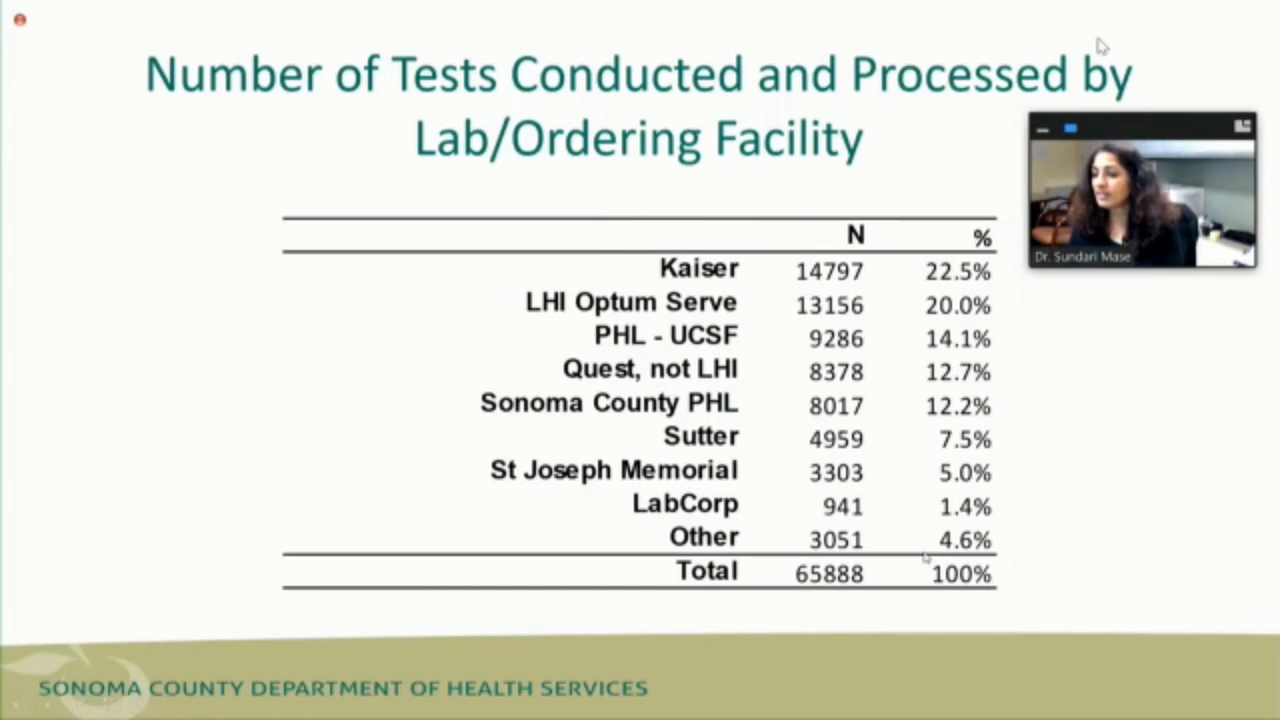 Number of Tests Conducted and Processed by
Lab/Ordering Facility
N %
Kaiser 14797 22.5%
LHI Optum Serve 13156 20.0%
PHL - UCSF 9286 14.1%
Quest, not LHI 8378 12.7%
Sonoma County PHL 8017 12.2%
Sutter 4959 7.5%
St Joseph Memorial 3303 5.0%
LabCorp 941 1.4%
Other 3051 4.6%
Total 65888 100%
Dr. Sundari Mase
SONOMA COUNTY DEPARTMENT OF HEALTH SERVICES